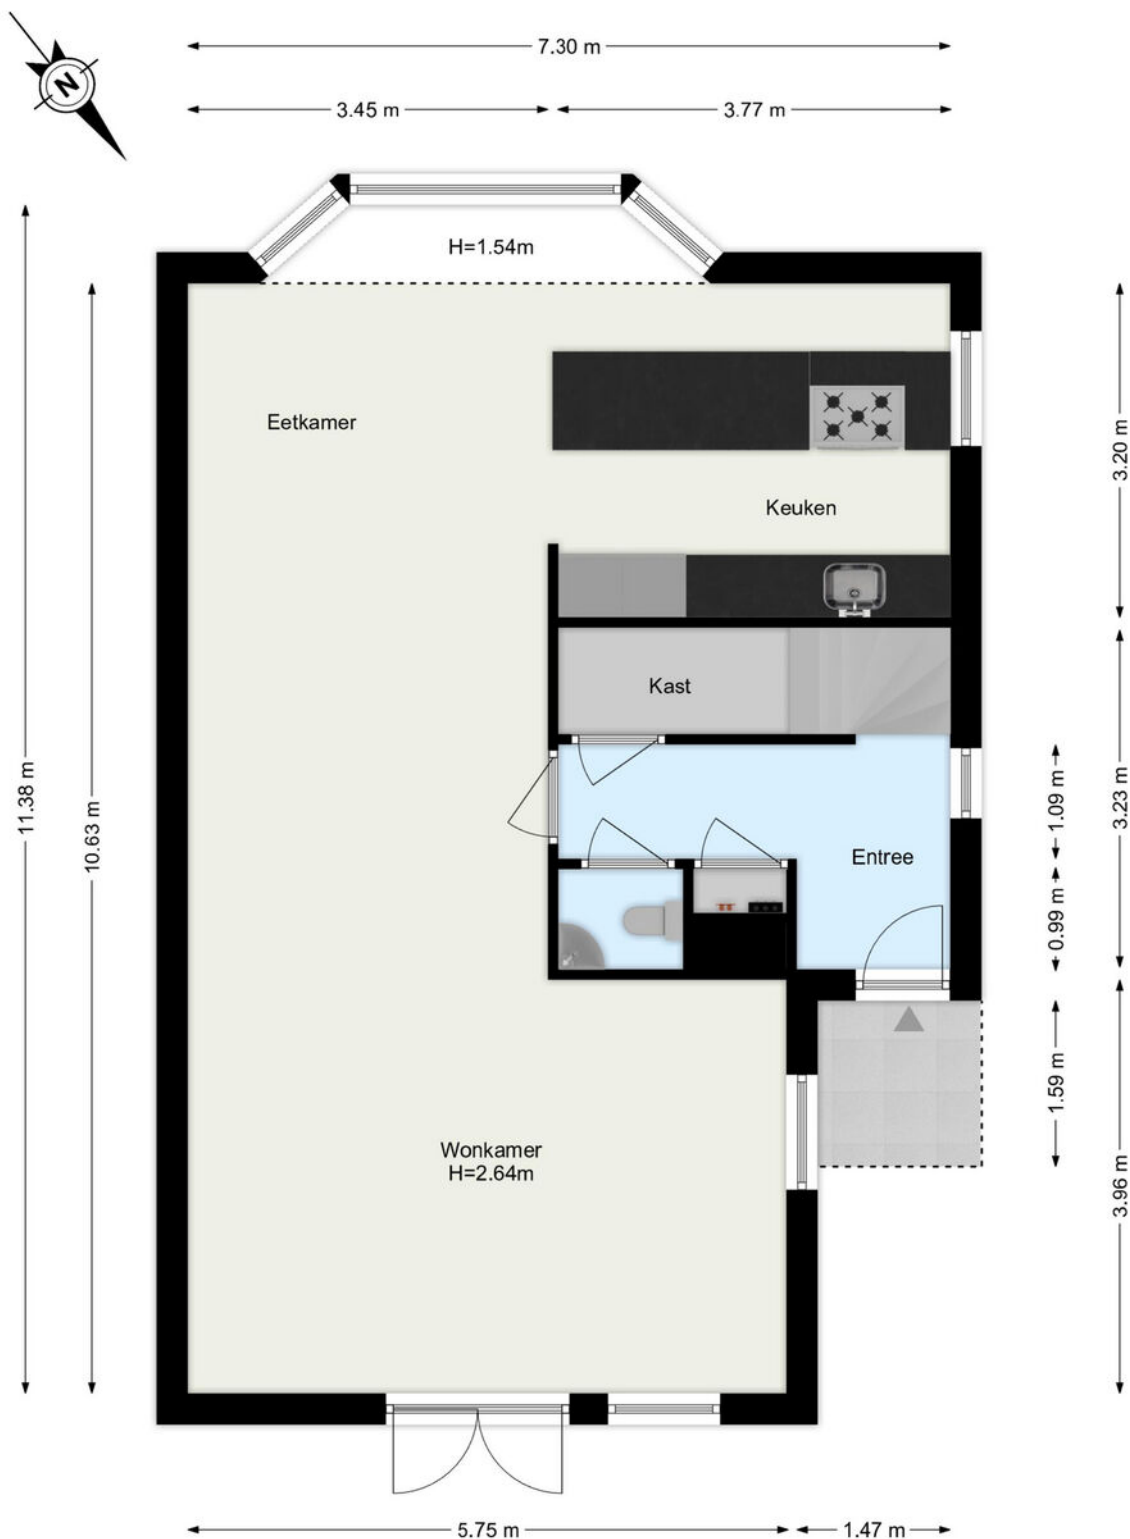 7.30 m
3.45 m
3.77 m
N
H=1.54m
Eetkamer
Keuken
3.20 m
Kast
11.38 m
10.63 m
1.09 m
3.23 m
Entree
0.99 m
1.59 m
Wonkamer
H=2.64m
3.96 m
5.75 m
1.47 m